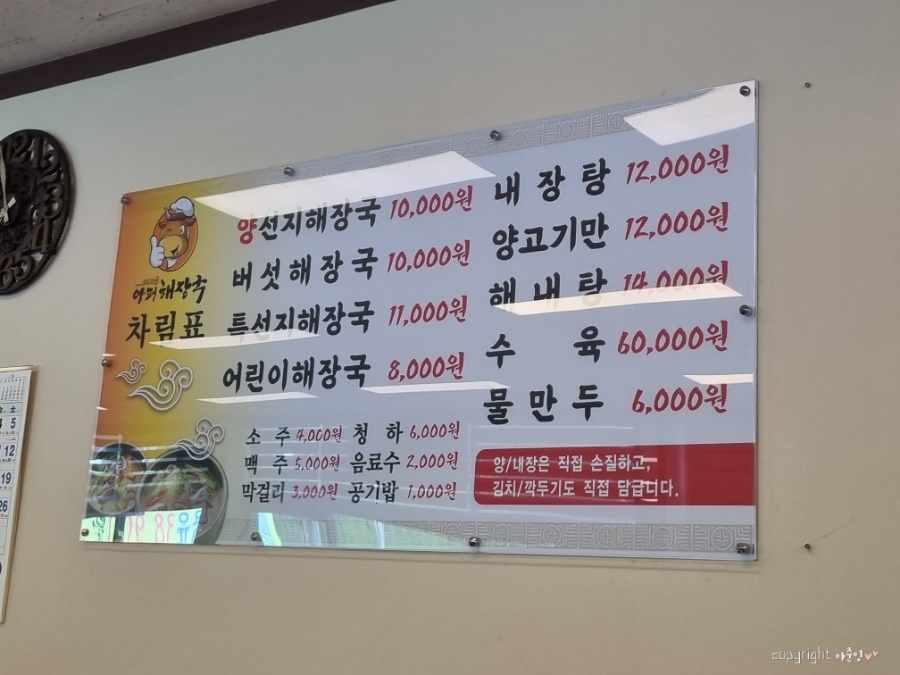 해장국
차림표
양선지해장국 10,000원
버섯해장국 10,000원
특선지해장국 11,000원
어린이해장국 8,000원
내장탕 12,000원
양고기만 12,000원
해내탕 14,000원
수육 60,000원
물만두 6,000원
소주 4,000원 청하 6,000원
맥주 5,000원 음료수 2,000원
막걸리 3,000원 공기밥 1,000원
양/내장은 직접 손질하고,
김치/깍두기도 직접 담급니다.
5
12
19
26
copyright 아준잉